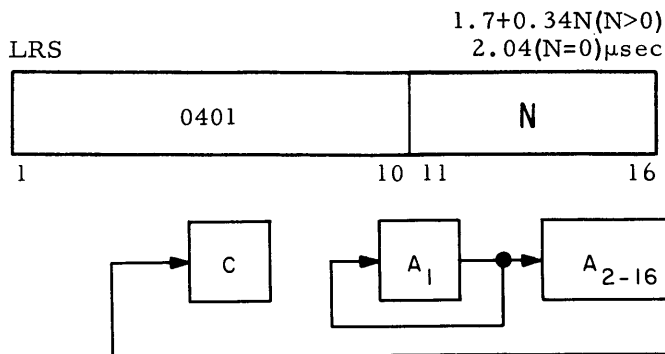 1.7+0.34N(N>0)
LRS 2.04(N=0)μsec
0401 N
1 10 11 16
C A1 A2-16